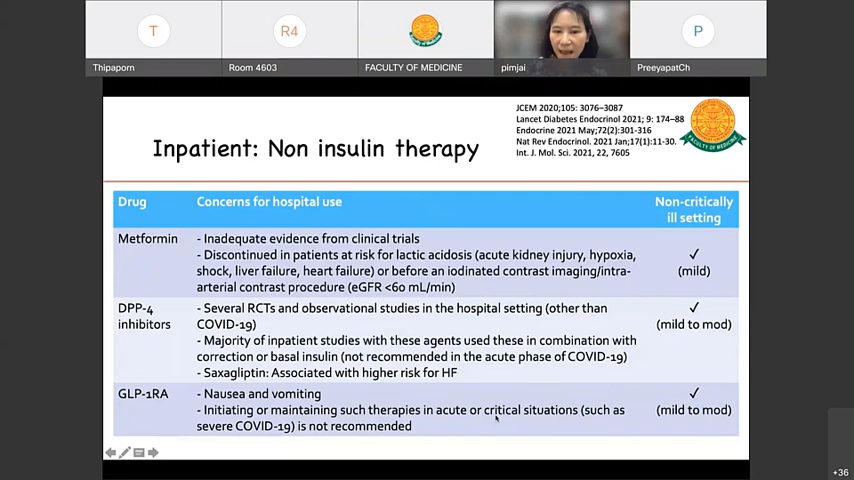 T
R4
P
Thipaporn
Room 4603
FACULTY OF MEDICINE
pimjai
PreeyapatCh
Inpatient: Non insulin therapy
JCEM 2020;105: 3076–3087
Lancet Diabetes Endocrinol 2021; 9: 174–88
Endocrine 2021 May;72(2):301-316
Nat Rev Endocrinol. 2021 Jan;17(1):11-30.
Int. J. Mol. Sci. 2021, 22, 7605
FACULTY OF MEDICINE
Drug
Concerns for hospital use
Non-critically
ill setting
Metformin
- Inadequate evidence from clinical trials
- Discontinued in patients at risk for lactic acidosis (acute kidney injury, hypoxia,
shock, liver failure, heart failure) or before an iodinated contrast imaging/intra-
arterial contrast procedure (eGFR <60 mL/min)
✓
(mild)
DPP-4
inhibitors
- Several RCTs and observational studies in the hospital setting (other than
COVID-19)
- Majority of inpatient studies with these agents used these in combination with
correction or basal insulin (not recommended in the acute phase of COVID-19)
- Saxagliptin: Associated with higher risk for HF
✓
(mild to mod)
GLP-1RA
- Nausea and vomiting
- Initiating or maintaining such therapies in acute or critical situations (such as
severe COVID-19) is not recommended
✓
(mild to mod)
+36